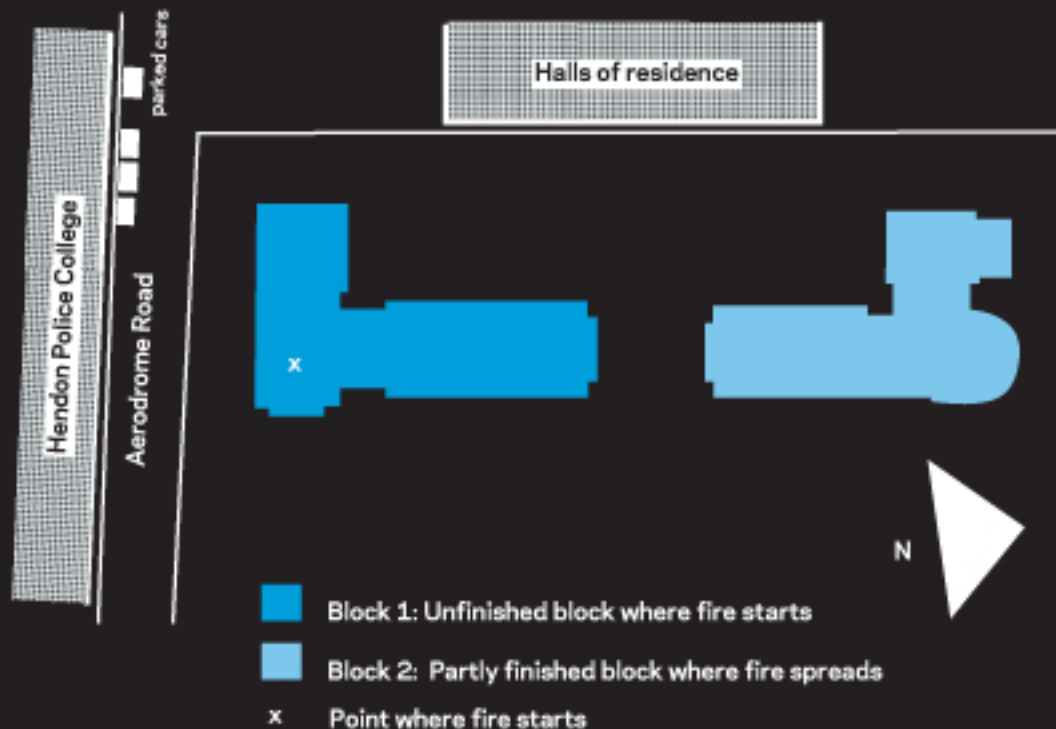 parked cars
Halls of residence
Hendon Police College
Aerodrome Road
x
N
Block 1: Unfinished block where fire starts
Block 2: Partly finished block where fire spreads
x Point where fire starts